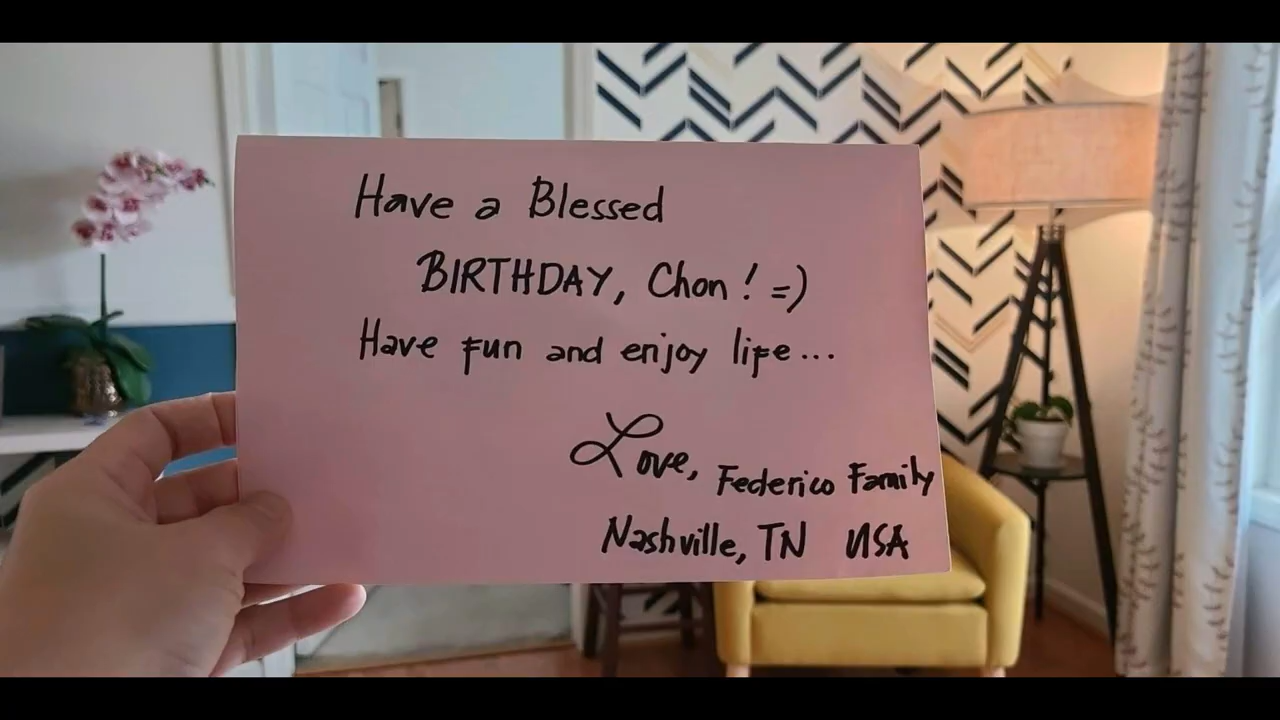 Have a Blessed
BIRTHDAY, Chon! =)
Have fun and enjoy life...
Love, Federico Family
Nashville, TN USA